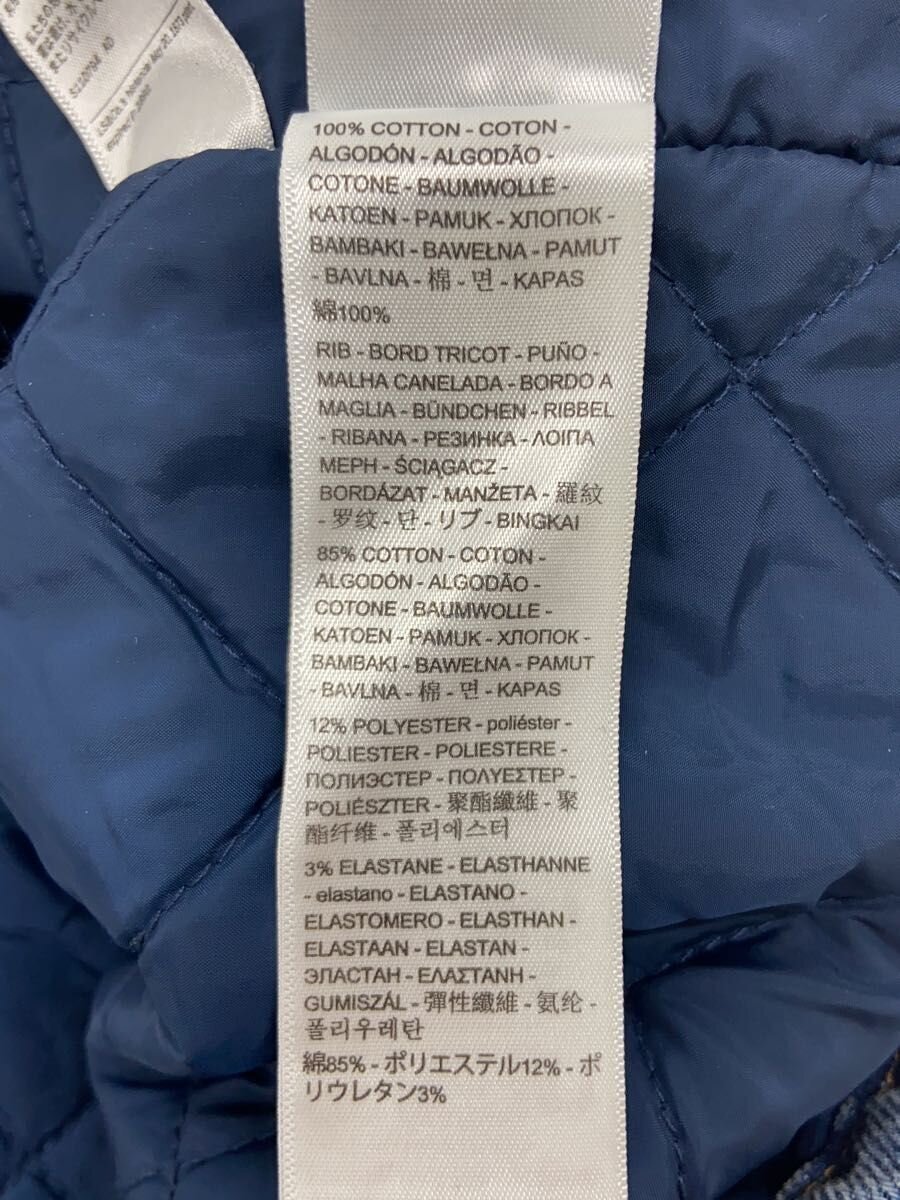 100% COTTON - COTON -
ALGODÓN - ALGODÃO -
COTONE - BAUMWOLLE -
KATOEN - PAMUK - ХЛОПОК -
BAMBAKI - BAWEŁNA - PAMUT
- BAVLNA - 棉 - 면 - KAPAS
綿100%
RIB - BORD TRICOT - PUÑO -
MALHA CANELADA - BORDO A
MAGLIA - BÜNDCHEN - RIBBEL
- RIBANA - РЕЗИНКА - ΛΟΙΠΑ
ΜΕΡΗ - ŚCIĄGACZ -
BORDÁZAT - MANŽETA - 羅紋
- 罗纹 - 단 - リブ - BINGKAI
85% COTTON - COTON -
ALGODÓN - ALGODÃO -
COTONE - BAUMWOLLE -
KATOEN - PAMUK - ХЛОПОК -
BAMBAKI - BAWEŁNA - PAMUT
- BAVLNA - 棉 - 면 - KAPAS
12% POLYESTER - poliéster -
POLIESTER - POLIESTERE -
ПОЛИЭСТЕР - ΠΟΛΥΕΣΤΕΡ -
POLIÉSZTER - 聚酯纖維 - 聚
酯纤维 - 폴리에스터
3% ELASTANE - ELASTHANNE
- elastano - ELASTANO -
ELASTOMERO - ELASTHAN -
ELASTAAN - ELASTAN -
ЭЛАСТАН - ΕΛΑΣΤΑΝΗ -
GUMISZÁL - 彈性纖維 - 氨纶 -
폴리우레탄
綿85% - ポリエステル12% - ポ
リウレタン3%